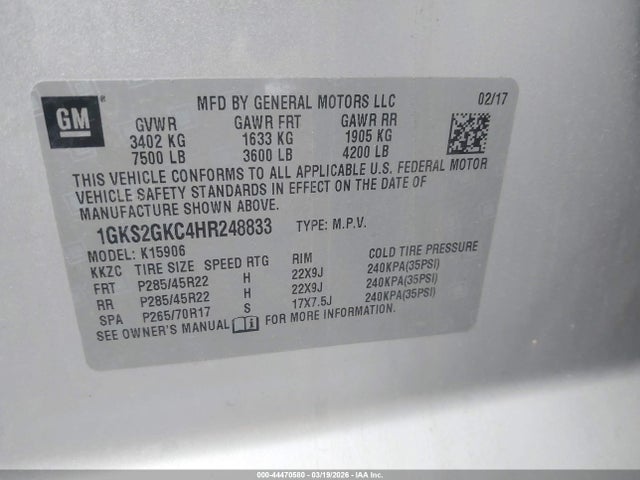 GM
MFD BY GENERAL MOTORS LLC 02/17
GVWR GAWR FRT GAWR RR
3402 KG 1633 KG 1905 KG
7500 LB 3600 LB 4200 LB
THIS VEHICLE CONFORMS TO ALL APPLICABLE U.S. FEDERAL MOTOR
VEHICLE SAFETY STANDARDS IN EFFECT ON THE DATE OF
MANUFACTURE SHOWN ABOVE.
1GKS2GKC4HR248833 TYPE: M.P.V.
MODEL: K15906
KKZC TIRE SIZE SPEED RTG RIM COLD TIRE PRESSURE
FRT P285/45R22 H 22X9J 240KPA(35PSI)
RR P285/45R22 H 22X9J 240KPA(35PSI)
SPA P265/70R17 S 17X7.5J 240KPA(35PSI)
SEE OWNER'S MANUAL FOR MORE INFORMATION.
000-44470580 - 03/19/2026 - IAA Inc.